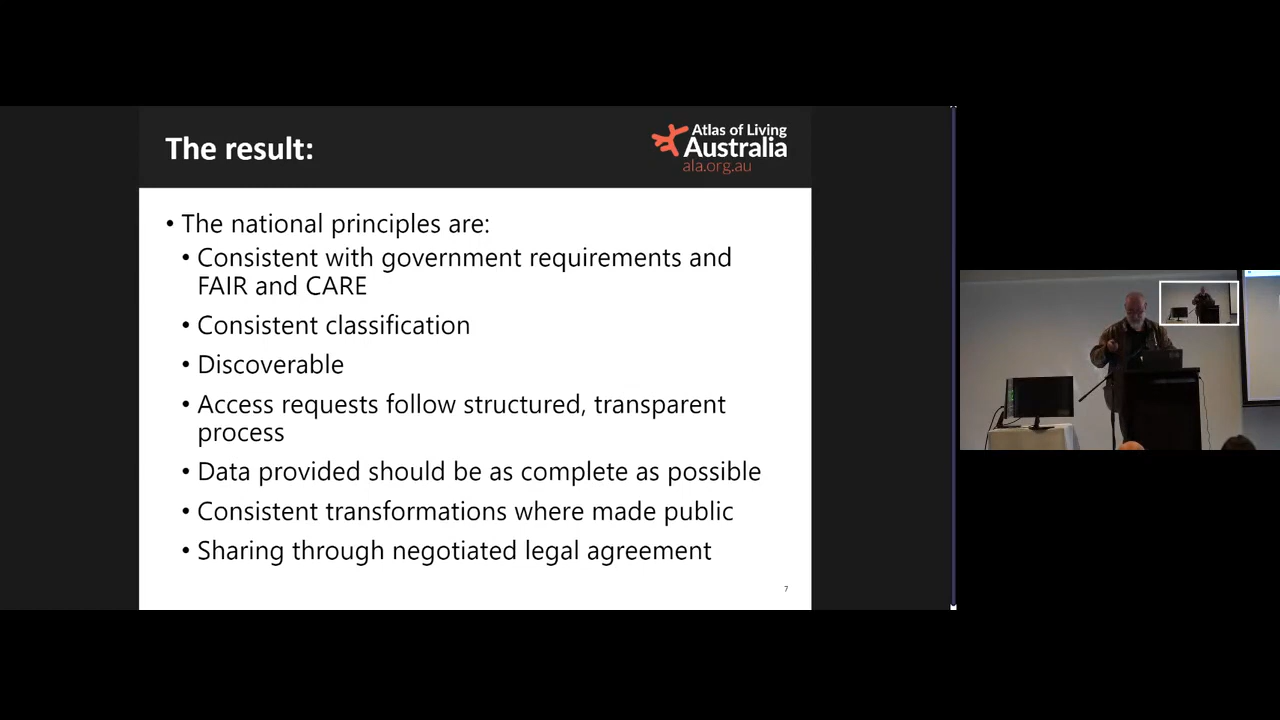 The result:
Atlas of Living
Australia
ala.org.au
• The national principles are:
• Consistent with government requirements and
FAIR and CARE
• Consistent classification
• Discoverable
• Access requests follow structured, transparent
process
• Data provided should be as complete as possible
• Consistent transformations where made public
• Sharing through negotiated legal agreement
7